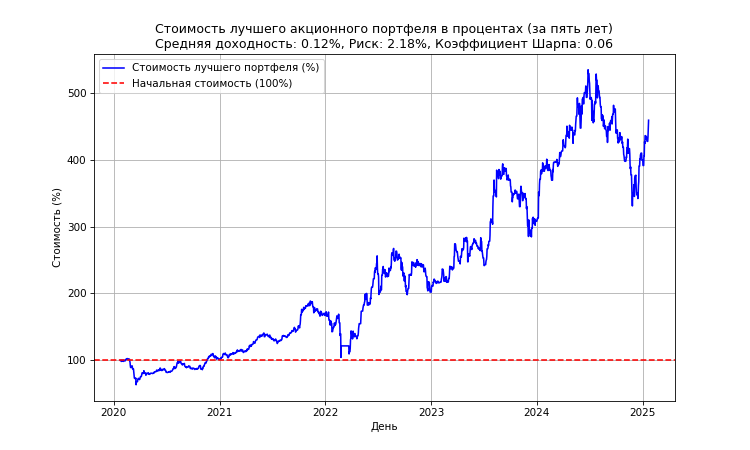 Стоимость лучшего акционного портфеля в процентах (за пять лет)
Средняя доходность: 0.12%, Риск: 2.18%, Коэффициент Шарпа: 0.06
Стоимость лучшего портфеля (%)
Начальная стоимость (100%)
Стоимость (%)
500
400
300
200
100
2020
2021
2022
2023
2024
2025
День